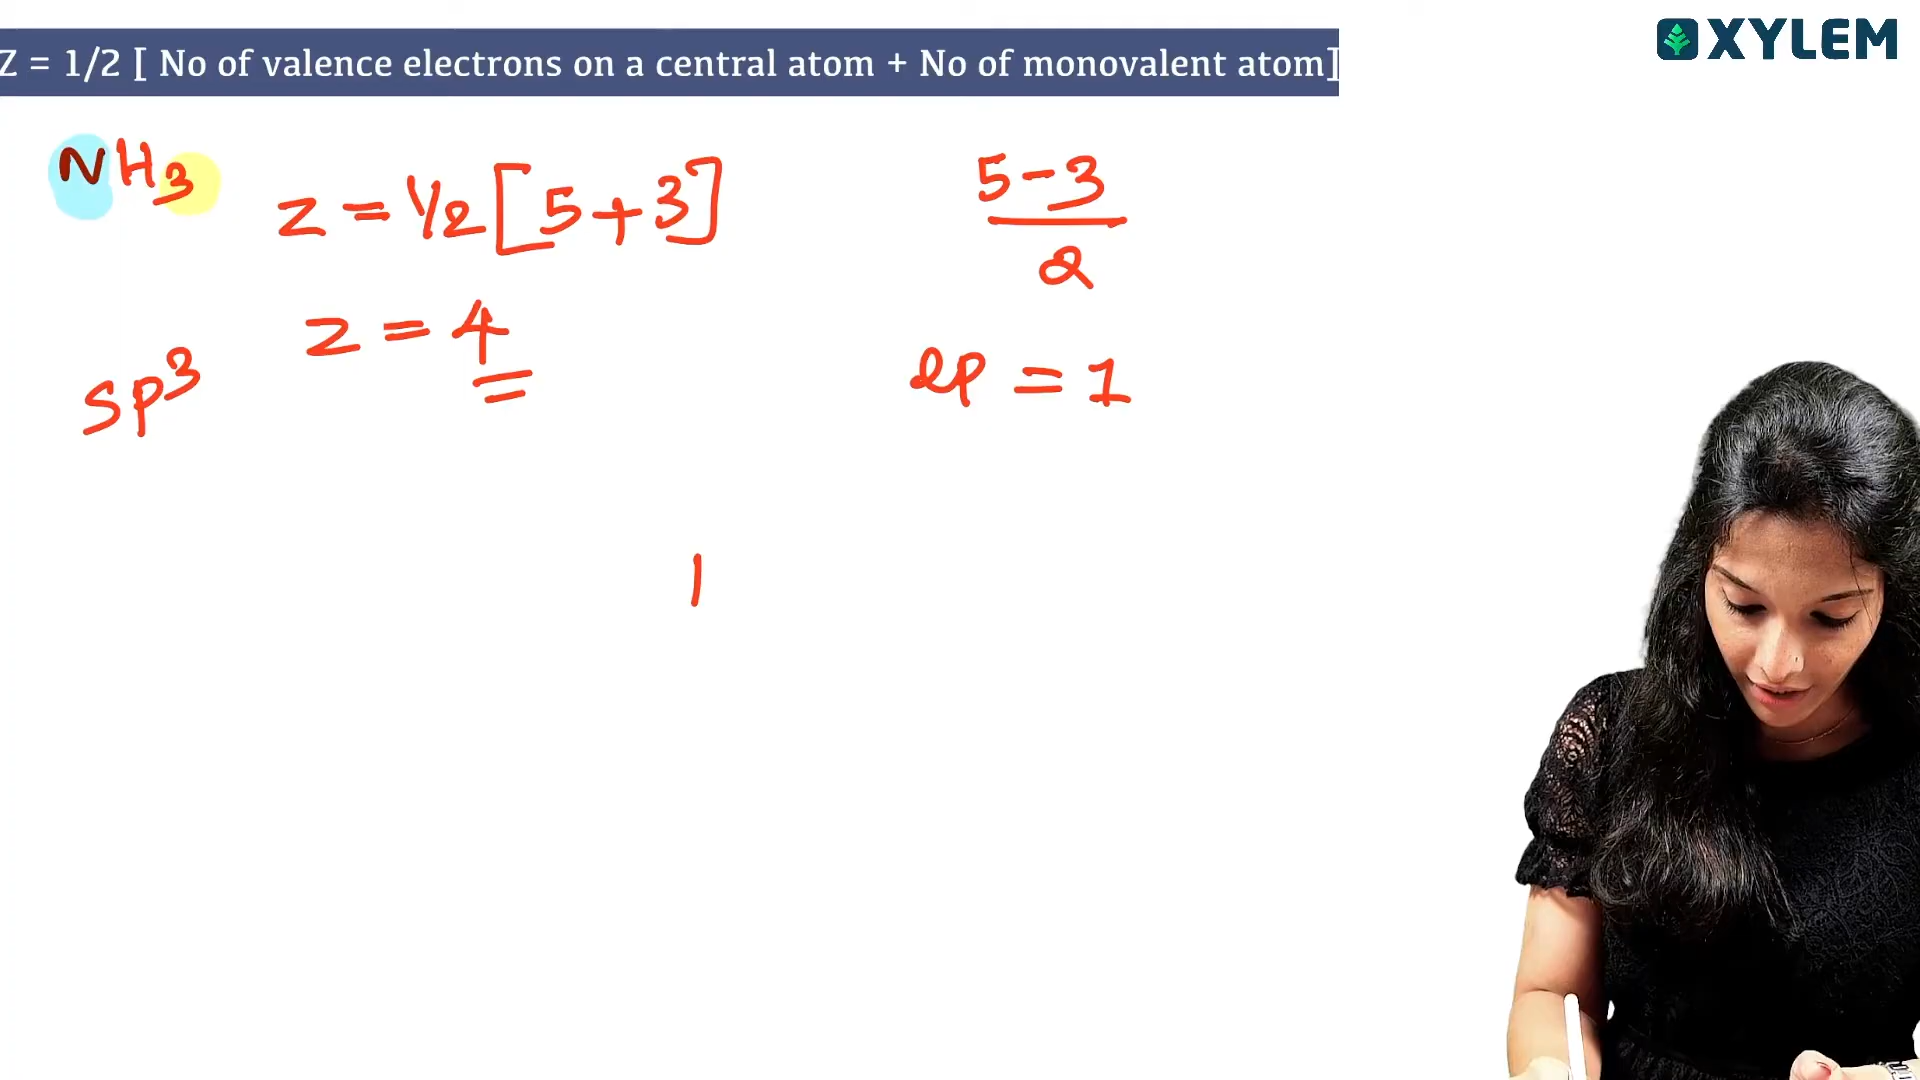 XYLEM
Z = 1/2 [ No of valence electrons on a central atom + No of monovalent atom]
NH3
z = 1/2 [5+3]
z = 4
sp³
5-3
2
lp = 1